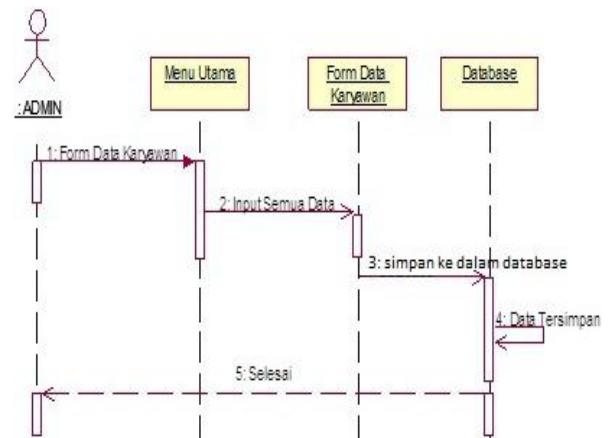 : ADMIN
Menu Utama
Form Data
Karyawan
Database
1: Form Data Karyawan
2: Input Semua Data
3: simpan ke dalam database
4: Data Tersimpan
5: Selesai